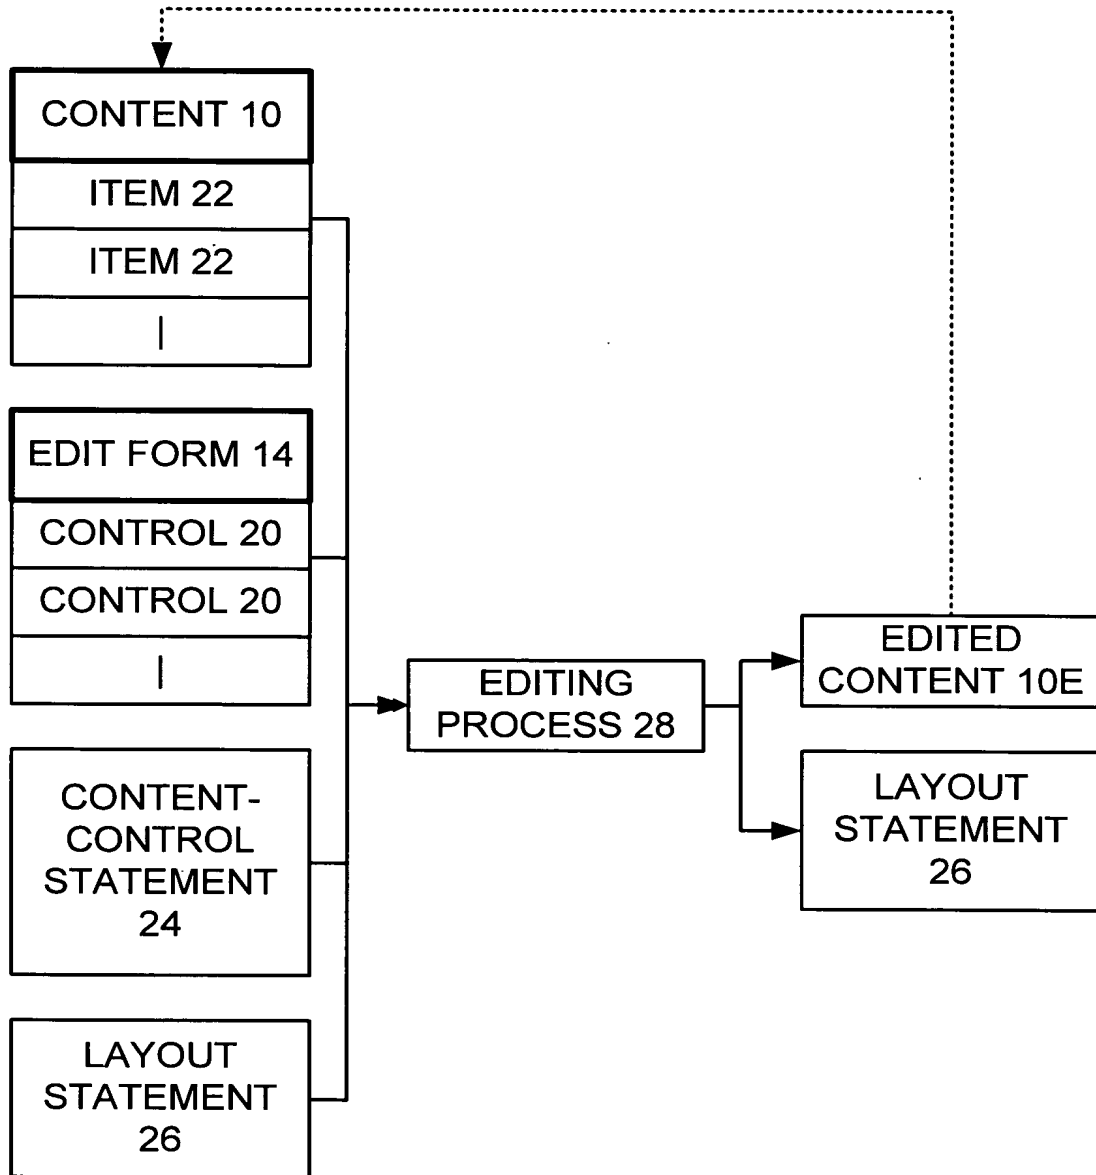 CONTENT 10
ITEM 22
ITEM 22
|
EDIT FORM 14
CONTROL 20
CONTROL 20
|
CONTENT-
CONTROL
STATEMENT
24
LAYOUT
STATEMENT
26
EDITING
PROCESS 28
EDITED
CONTENT 10E
LAYOUT
STATEMENT
26